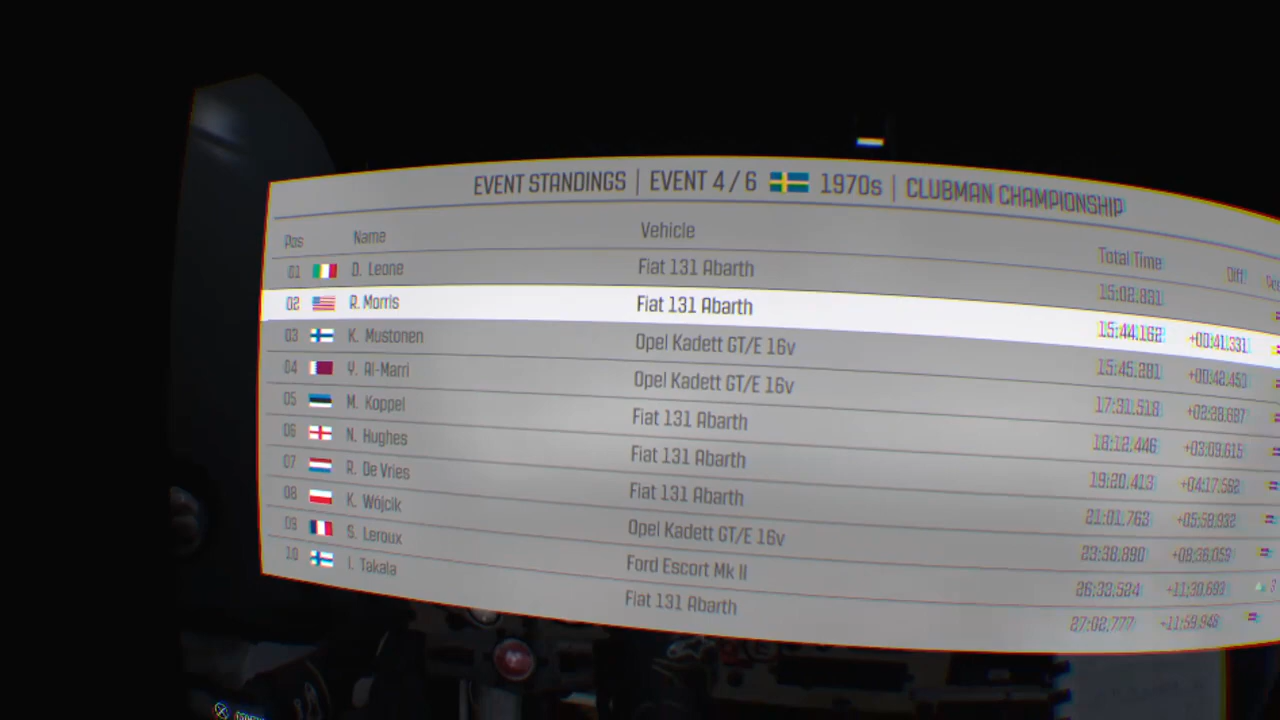 EVENT STANDINGS | EVENT 4 / 6 1970s | CLUBMAN CHAMPIONSHIP
Pos Name Vehicle Total Time Diff
01 D. Leone Fiat 131 Abarth 15:02.831
02 R. Morris Fiat 131 Abarth 15:44.162 +00:41.331
03 K. Mustonen Opel Kadett GT/E 16v 15:45.281 +00:42.450
04 Y. Al-Marri Opel Kadett GT/E 16v 17:31.518 +02:28.687
05 M. Koppel Fiat 131 Abarth 18:12.446 +03:09.615
06 N. Hughes Fiat 131 Abarth 19:20.413 +04:17.582
07 R. De Vries Fiat 131 Abarth 21:01.763 +05:58.932
08 K. Wójcik Opel Kadett GT/E 16v 23:38.890 +08:36.059
09 S. Leroux Ford Escort Mk II 26:33.524 +11:30.693
10 I. Takala Fiat 131 Abarth 27:02.777 +11:59.946